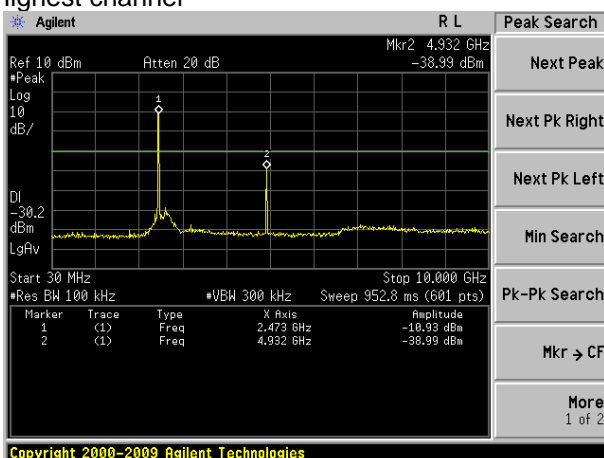 Agilent
R L
Peak Search
Mkr2 4.932 GHz
Ref 10 dBm
Atten 20 dB
-38.99 dBm
Next Peak
#Peak
Log
10
dB/
1
2
Next Pk Right
Next Pk Left
DI
-30.2
dBm
LgAv
Min Search
Start 30 MHz
Stop 10.000 GHz
#Res BW 100 kHz
#VBW 300 kHz
Sweep 952.8 ms (601 pts)
Pk-Pk Search
Marker Trace Type X Axis Amplitude
1 (1) Freq 2.473 GHz -10.93 dBm
2 (1) Freq 4.932 GHz -38.99 dBm
Mkr → CF
More
1 of 2
Copyright 2000-2009 Agilent Technologies